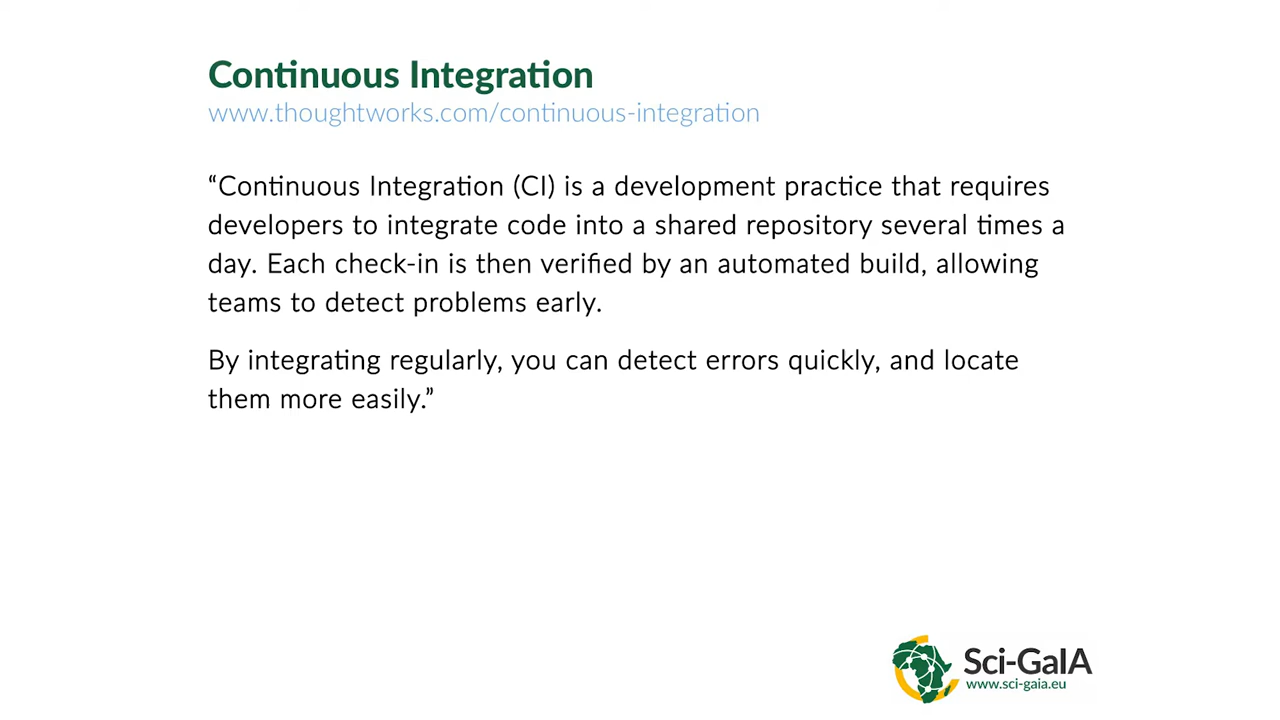 Continuous Integration
www.thoughtworks.com/continuous-integration
“Continuous Integration (CI) is a development practice that requires
developers to integrate code into a shared repository several times a
day. Each check-in is then verified by an automated build, allowing
teams to detect problems early.
By integrating regularly, you can detect errors quickly, and locate
them more easily.”
Sci-GaIA
www.sci-gaia.eu